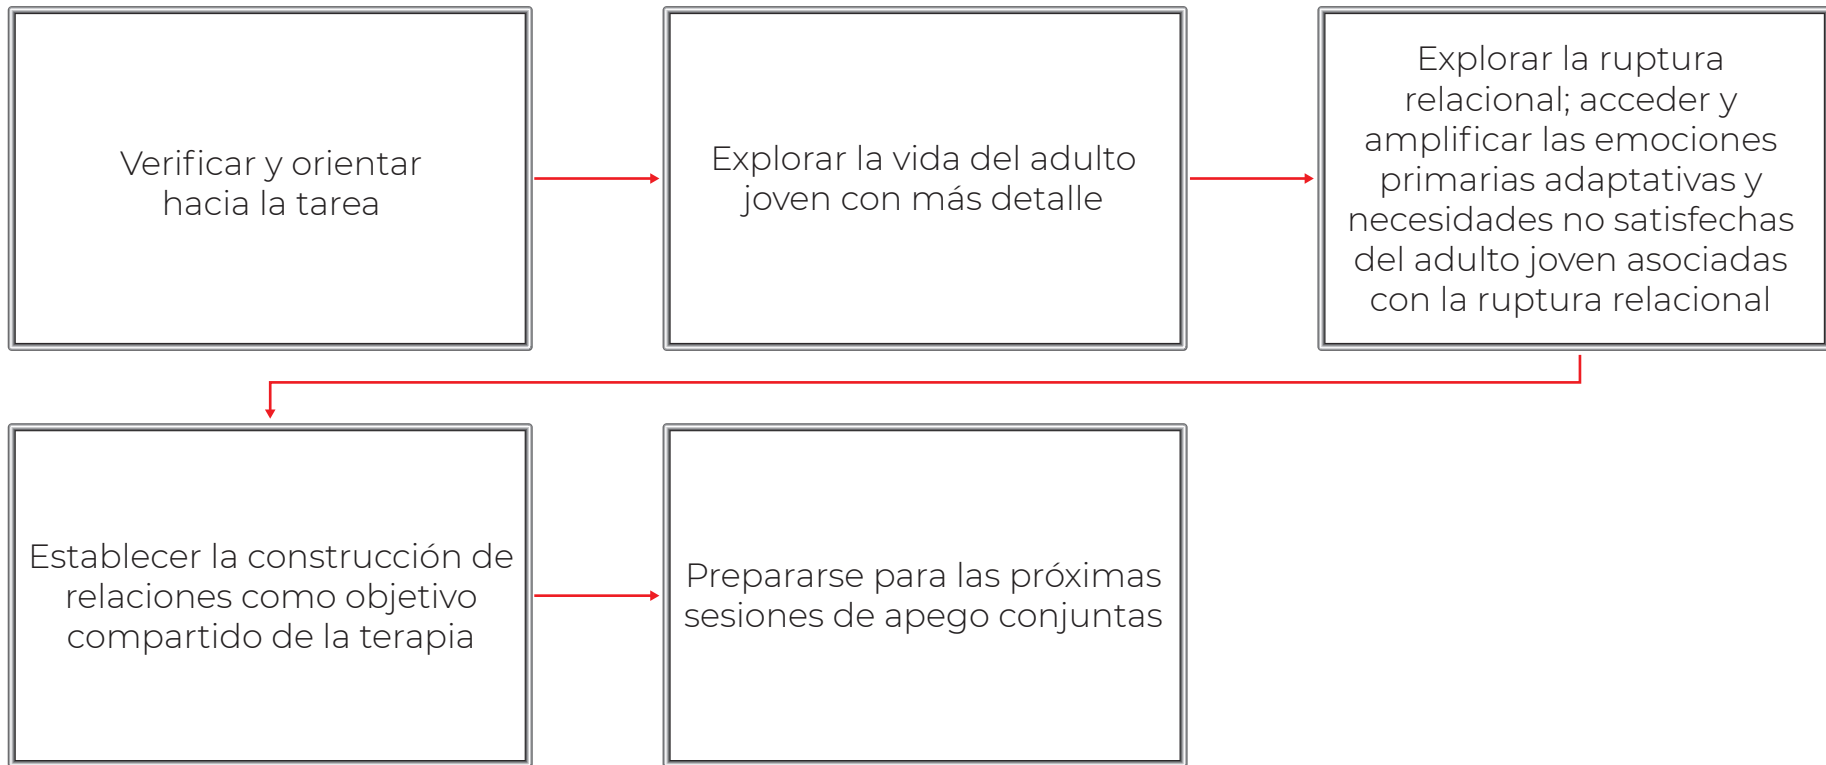 Verificar y orientar
hacia la tarea
Explorar la vida del adulto
joven con más detalle
Explorar la ruptura
relacional; acceder y
amplificar las emociones
primarias adaptativas y
necesidades no satisfechas
del adulto joven asociadas
con la ruptura relacional
Establecer la construcción de
relaciones como objetivo
compartido de la terapia
Prepararse para las próximas
sesiones de apego conjuntas